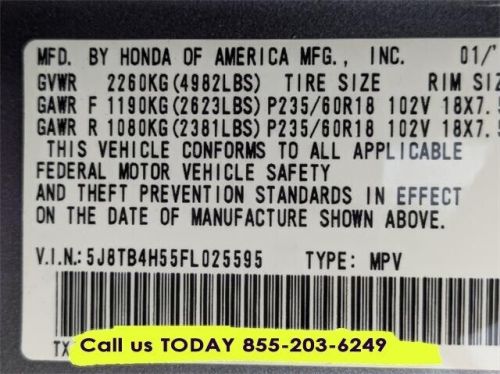 MFD. BY HONDA OF AMERICA MFG., INC. 01/
GVWR 2260KG(4982LBS) TIRE SIZE RIM SIZ
GAWR F 1190KG(2623LBS) P235/60R18 102V 18X7.5
GAWR R 1080KG(2381LBS) P235/60R18 102V 18X7.5
THIS VEHICLE CONFORMS TO ALL APPLICABLE
FEDERAL MOTOR VEHICLE SAFETY
AND THEFT PREVENTION STANDARDS IN EFFECT
ON THE DATE OF MANUFACTURE SHOWN ABOVE.
V.I.N.: 5J8TB4H55FL025595 TYPE: MPV
TX
Call us TODAY 855-203-6249